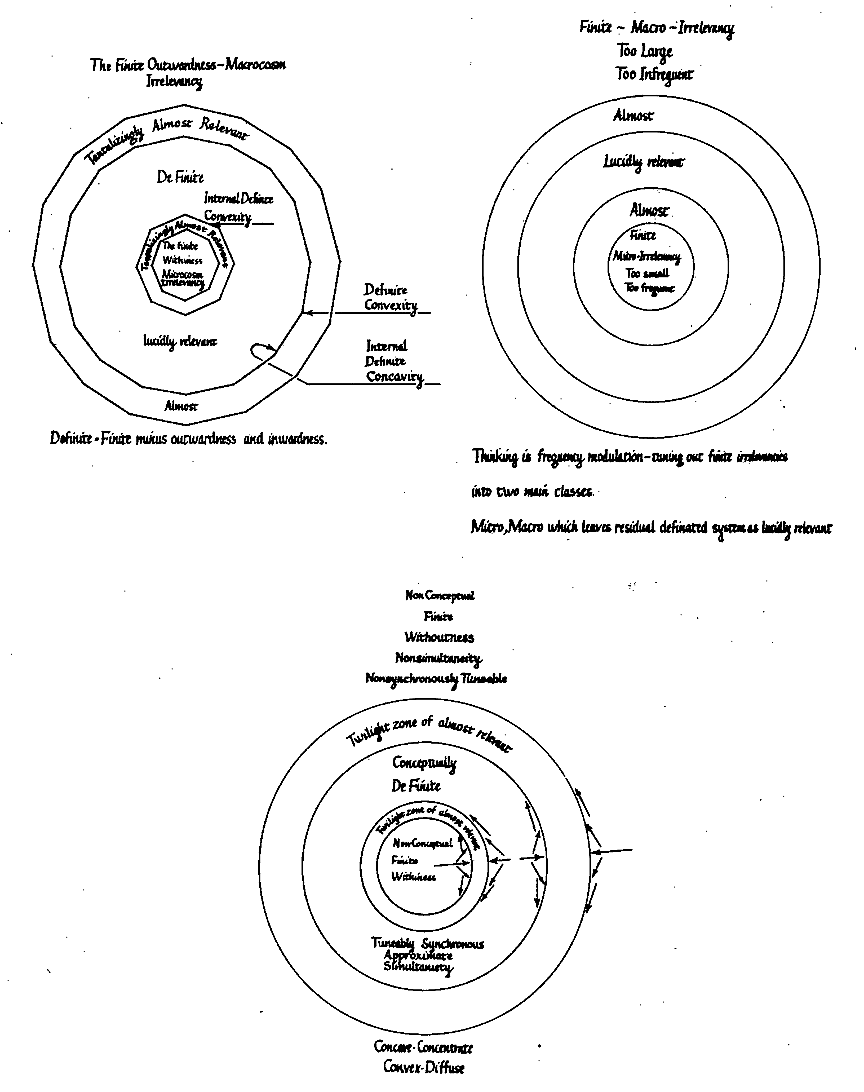 The Finite Outwardness-Macrocosm
Irrelevancy
Tantalizingly Almost Relevant
De Finite
Internal Definite
Convexity
Tantalizingly Almost Relevant
The Finite
Withiness
Microcosm
Irrelevancy
lucidly relevant
Almost
Definite
Convexity
Internal
Definite
Concavity
Definite = Finite minus outwardness and inwardness.
Finite ~ Macro - Irrelevancy
Too Large
Too Infrequent
Almost
Lucidly relevant
Almost
Finite
Micro-Irrelevancy
Too small
Too frequent
Thinking is frequency modulation-tuning out finite irrelevancies
into two main classes.
Micro, Macro which leaves residual definated system as lucidly relevant
Non Conceptual
Finite
Withoutness
Nonsimultaneity
Nonsynchronously Tuneable
Twilight zone of almost relevant
Conceptually
De Finite
Twilight zone of almost relevant
Non-Conceptual
Finite
Withiness
Tuneably Synchronous
Approximate
Simultaneity
Concave-Concentrate
Convex-Diffuse